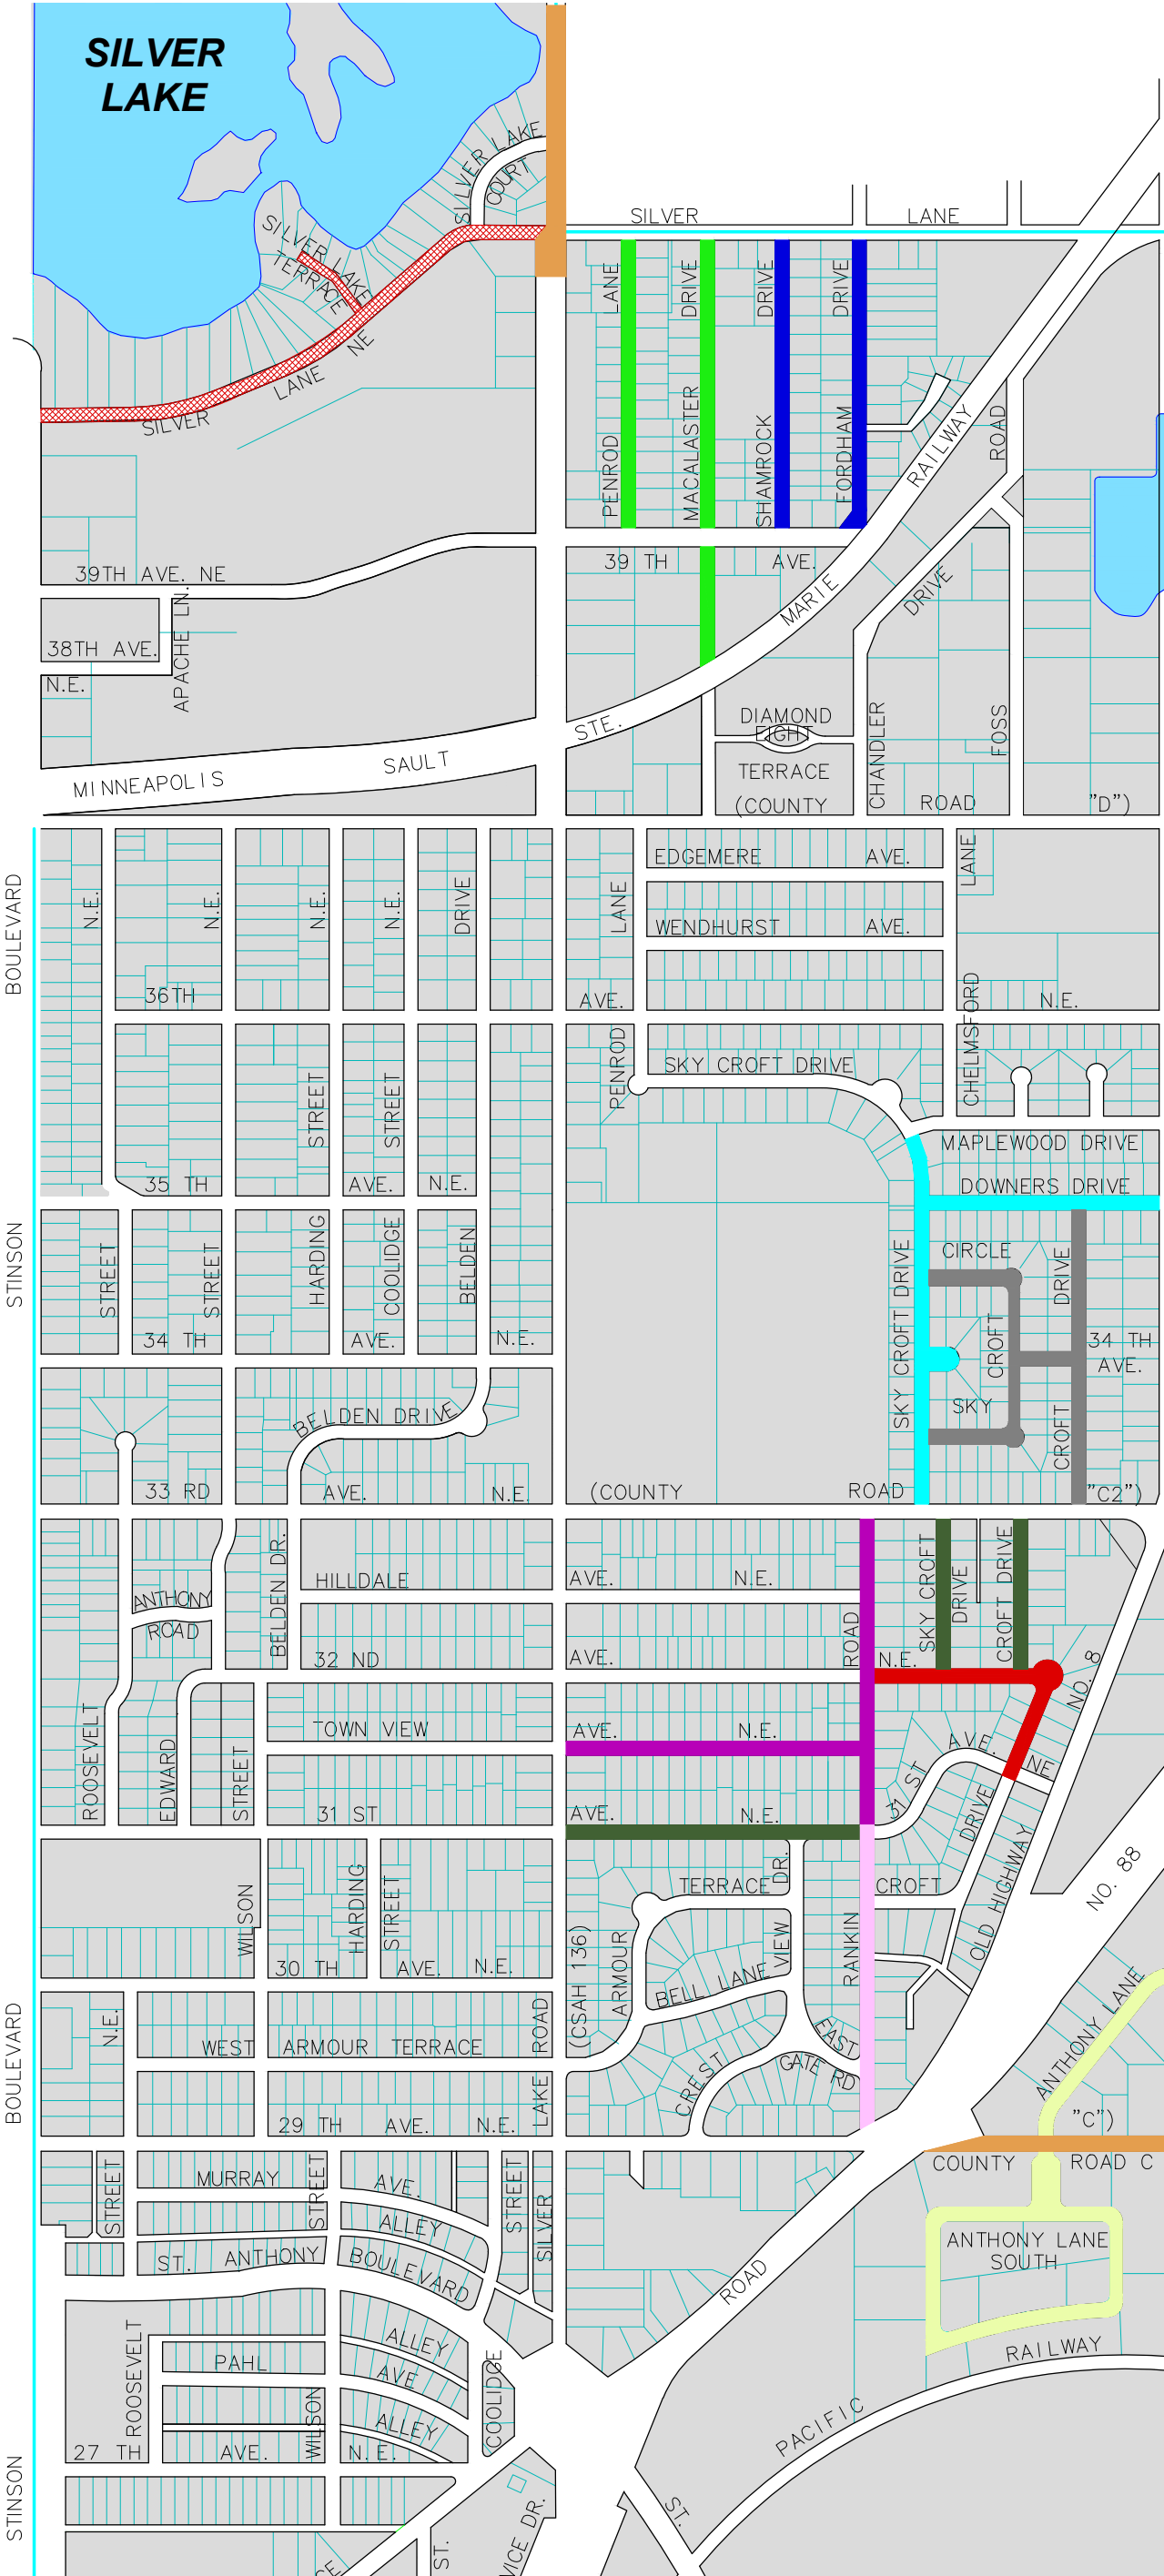 SILVER
LAKE
SILVER LAKE
COURT
SILVER LANE
SILVER LAKE
TERRACE
SILVER LANE NE
PENROD LANE
MACALASTER DRIVE
SHAMROCK DRIVE
FORDHAM DRIVE
39TH AVE. NE
39 TH AVE.
38TH AVE.
N.E.
APACHE LN.
MINNEAPOLIS SAULT STE. MARIE RAILWAY
FOSS ROAD
CHANDLER DRIVE
DIAMOND
EIGHT
TERRACE
(COUNTY ROAD "D")
BOULEVARD
N.E.
N.E.
N.E.
N.E.
DRIVE
LANE
EDGEMERE AVE.
LANE
WENDHURST AVE.
36TH AVE. N.E.
PENROD
SKY CROFT DRIVE
CHELMSFORD
STREET
STREET
MAPLEWOOD DRIVE
35 TH AVE. N.E.
DOWNERS DRIVE
STINSON
STREET
STREET
HARDING
COOLIDGE
BELDEN
34 TH AVE. N.E.
SKY CROFT DRIVE
CIRCLE
CROFT
SKY
DRIVE
CROFT
34 TH
AVE.
BELDEN DRIVE
33 RD AVE. N.E.
(COUNTY ROAD "C2")
ANTHONY
ROAD
BELDEN DR.
HILLDALE AVE. N.E.
SKY CROFT
DRIVE
CROFT DRIVE
32 ND AVE. N.E.
ROAD
NO. 8
ROOSEVELT
EDWARD
STREET
TOWN VIEW AVE. N.E.
31 ST AVE. N.E.
31 ST AVE. NE
DRIVE
OLD HIGHWAY
NO. 88
WILSON
HARDING
STREET
TERRACE
DR.
CROFT
VIEW
RANKIN
ARMOUR
BELL LANE
(CSAH 136)
30 TH AVE. N.E.
N.E.
ROAD
BOULEVARD
WEST ARMOUR TERRACE
EAST
GATE RD
CREST
ANTHONY LANE
29 TH AVE. N.E.
LAKE
"C")
COUNTY ROAD C
STREET
MURRAY AVE.
STREET
ALLEY
STREET
SILVER
ST. ANTHONY BOULEVARD
ANTHONY LANE
SOUTH
ROAD
ROOSEVELT
ALLEY
PAHL AVE
RAILWAY
COOLIDGE
ALLEY
WILSON
PACIFIC
27 TH AVE. N.E.
STINSON
ST.
ST.